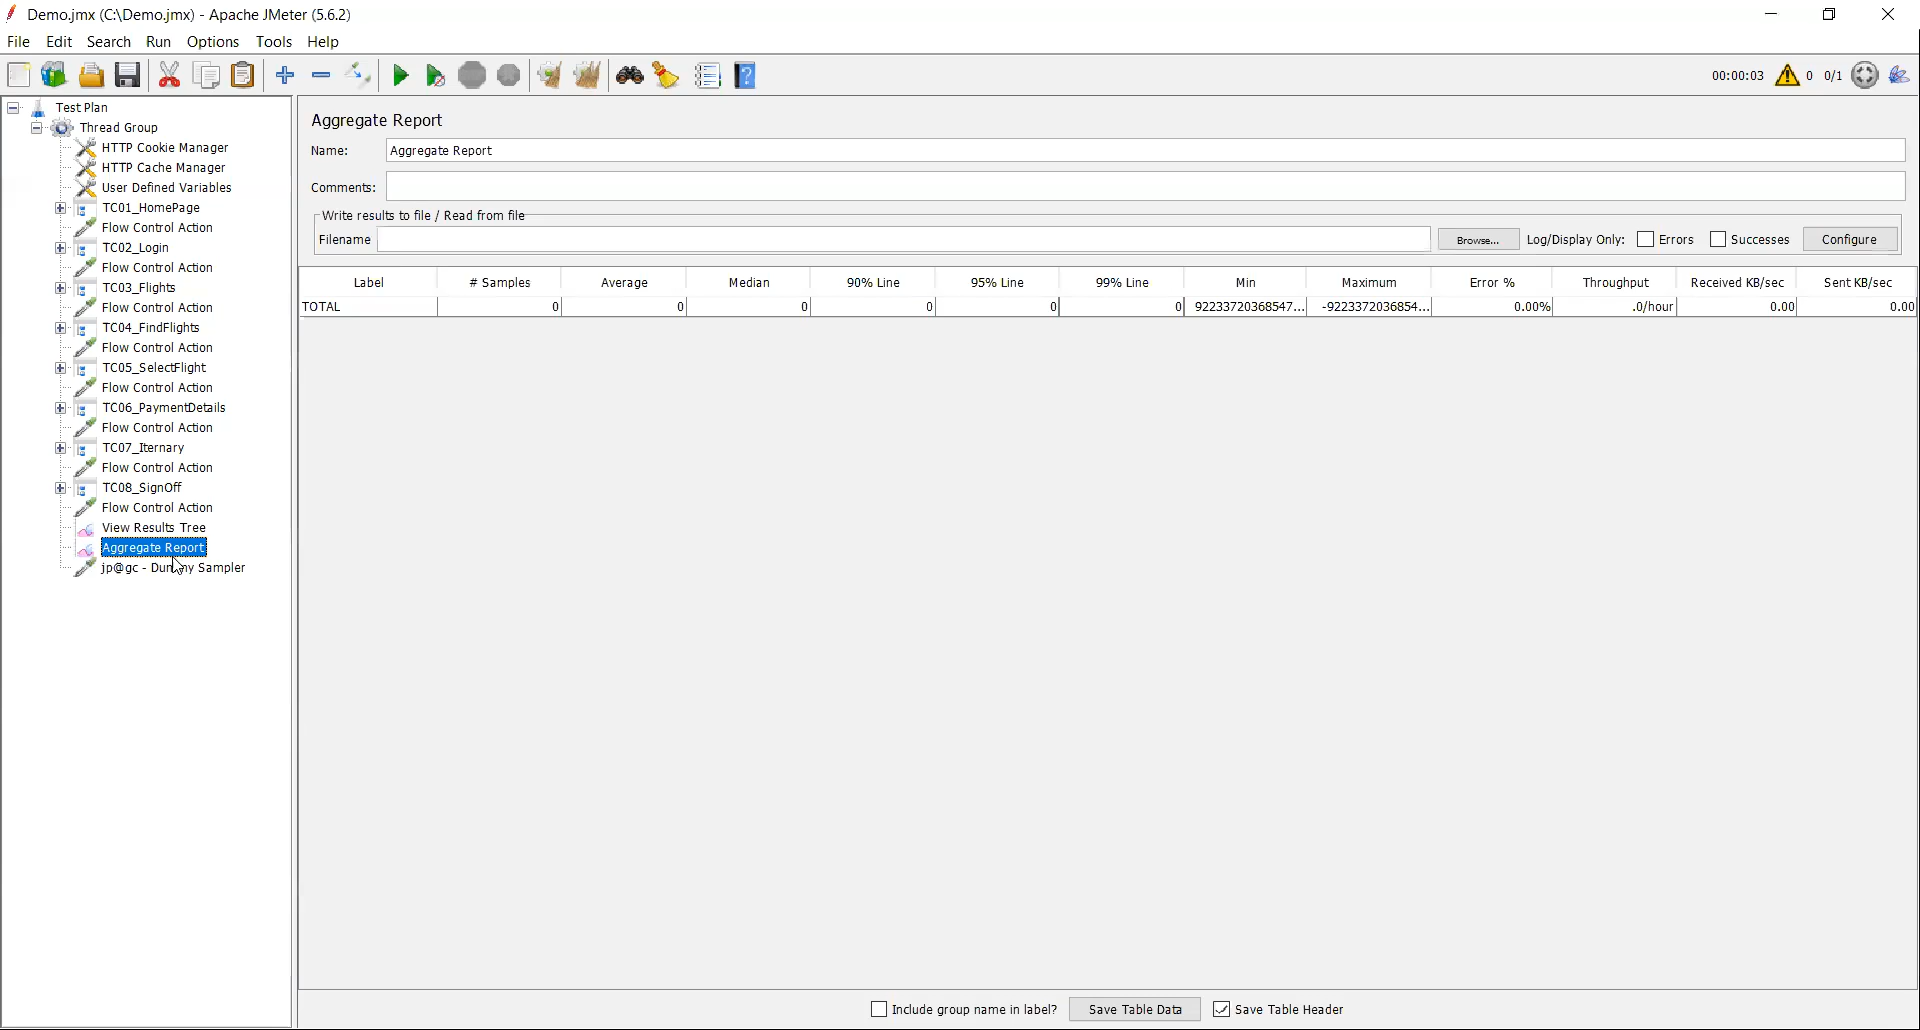 Demo.jmx (C:\Demo.jmx) - Apache JMeter (5.6.2)
File Edit Search Run Options Tools Help
00:00:03 0 0/1
Test Plan
Thread Group
HTTP Cookie Manager
HTTP Cache Manager
User Defined Variables
TC01_HomePage
Flow Control Action
TC02_Login
Flow Control Action
TC03_Flights
Flow Control Action
TC04_FindFlights
Flow Control Action
TC05_SelectFlight
Flow Control Action
TC06_PaymentDetails
Flow Control Action
TC07_Iternary
Flow Control Action
TC08_SignOff
Flow Control Action
View Results Tree
Aggregate Report
jp@gc - Dummy Sampler
Aggregate Report
Name: Aggregate Report
Comments:
Write results to file / Read from file
Filename Browse... Log/Display Only: Errors Successes Configure
Label # Samples Average Median 90% Line 95% Line 99% Line Min Maximum Error % Throughput Received KB/sec Sent KB/sec
TOTAL 0 0 0 0 0 0 92233720368547... -9223372036854... 0.00% .0/hour 0.00 0.00
Include group name in label? Save Table Data Save Table Header